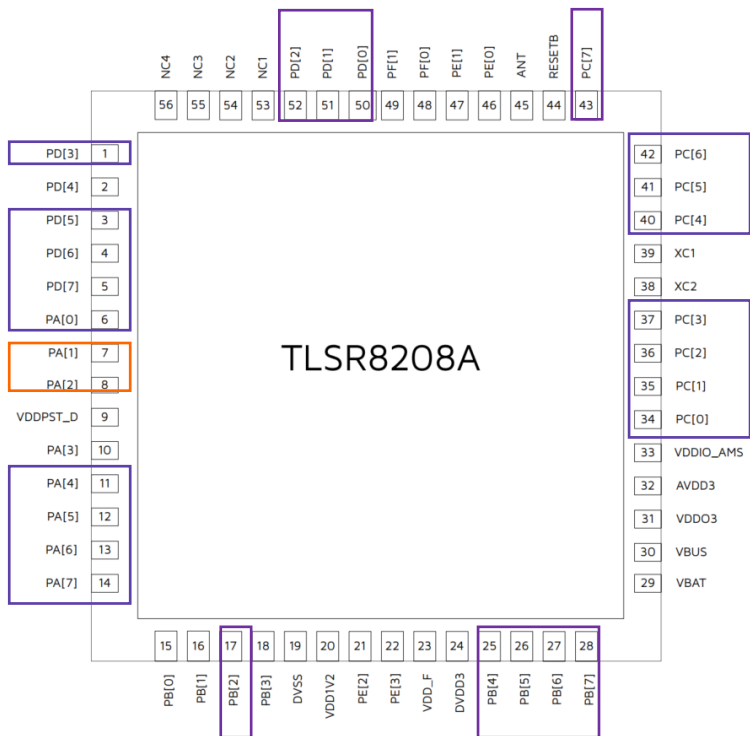 NC4
NC3
NC2
NC1
PD[2]
PD[1]
PD[0]
PF[1]
PF[0]
PE[1]
PE[0]
ANT
RESETB
PC[7]
56
55
54
53
52
51
50
49
48
47
46
45
44
43
PD[3] 1
PD[4] 2
PD[5] 3
PD[6] 4
PD[7] 5
PA[0] 6
PA[1] 7
PA[2] 8
VDDPST_D 9
PA[3] 10
PA[4] 11
PA[5] 12
PA[6] 13
PA[7] 14
TLSR8208A
42 PC[6]
41 PC[5]
40 PC[4]
39 XC1
38 XC2
37 PC[3]
36 PC[2]
35 PC[1]
34 PC[0]
33 VDDIO_AMS
32 AVDD3
31 VDDO3
30 VBUS
29 VBAT
15
16
17
18
19
20
21
22
23
24
25
26
27
28
PB[0]
PB[1]
PB[2]
PB[3]
DVSS
VDD1V2
PE[2]
PE[3]
VDD_F
DVDD3
PB[4]
PB[5]
PB[6]
PB[7]